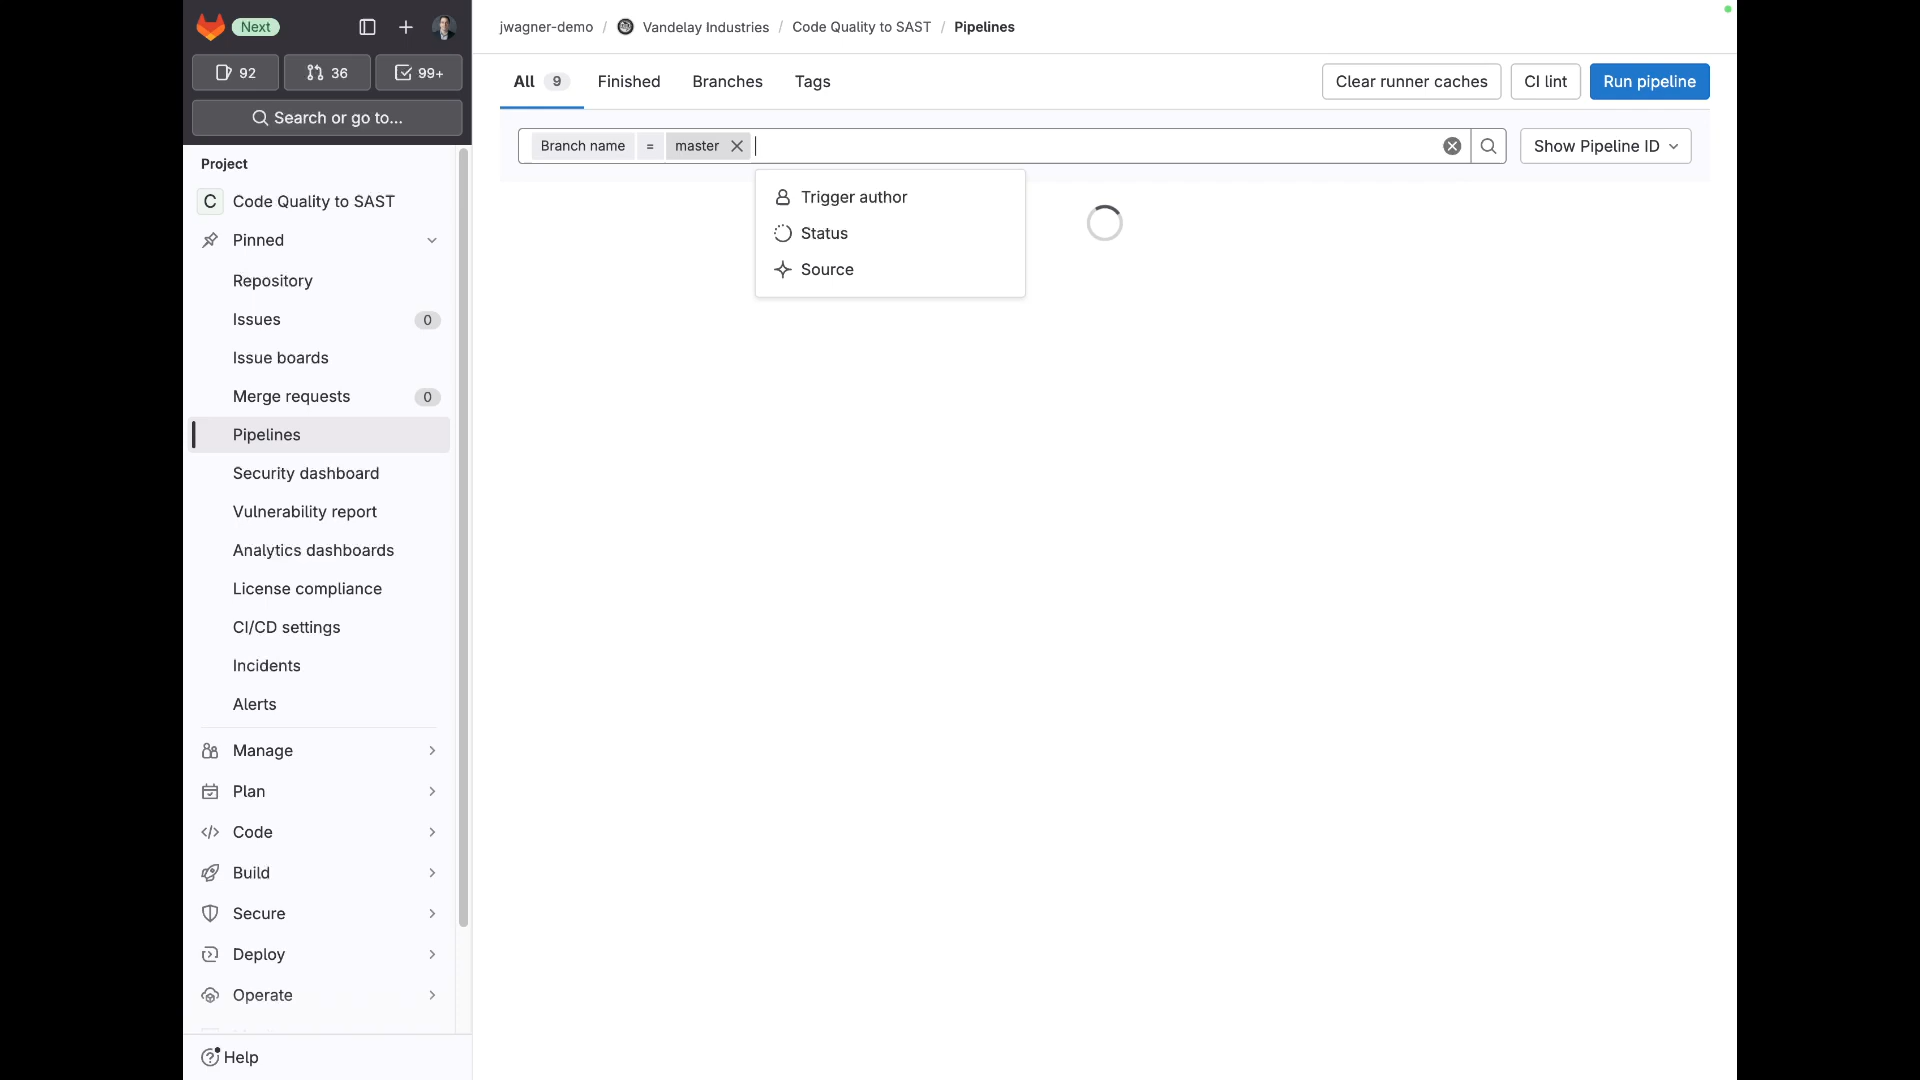 Next
92
36
99+
Search or go to...
Project
C Code Quality to SAST
Pinned
Repository
Issues 0
Issue boards
Merge requests 0
Pipelines
Security dashboard
Vulnerability report
Analytics dashboards
License compliance
CI/CD settings
Incidents
Alerts
Manage
Plan
Code
Build
Secure
Deploy
Operate
Help
jwagner-demo / Vandelay Industries / Code Quality to SAST / Pipelines
All 9 Finished Branches Tags
Clear runner caches CI lint Run pipeline
Branch name = master
Show Pipeline ID
Trigger author
Status
Source